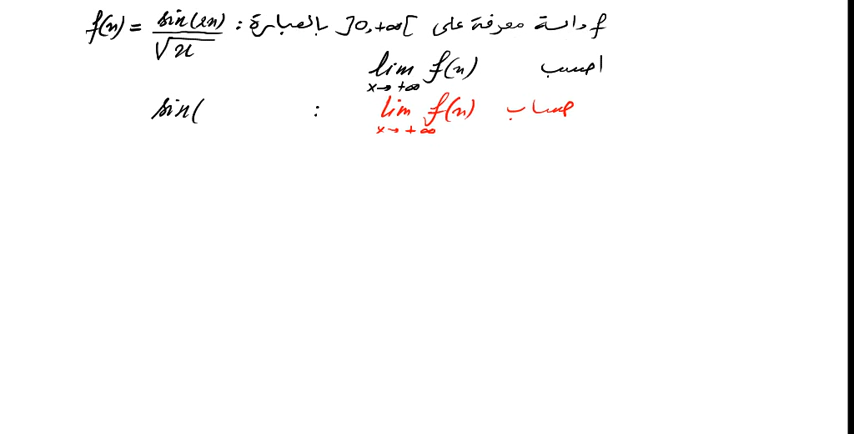 f دالة معرفة على ]0,+∞[ بالعبارة : f(x) = sin(2x)/√x
احسب lim f(x) x→+∞
حساب lim f(x) x→+∞ : sin(